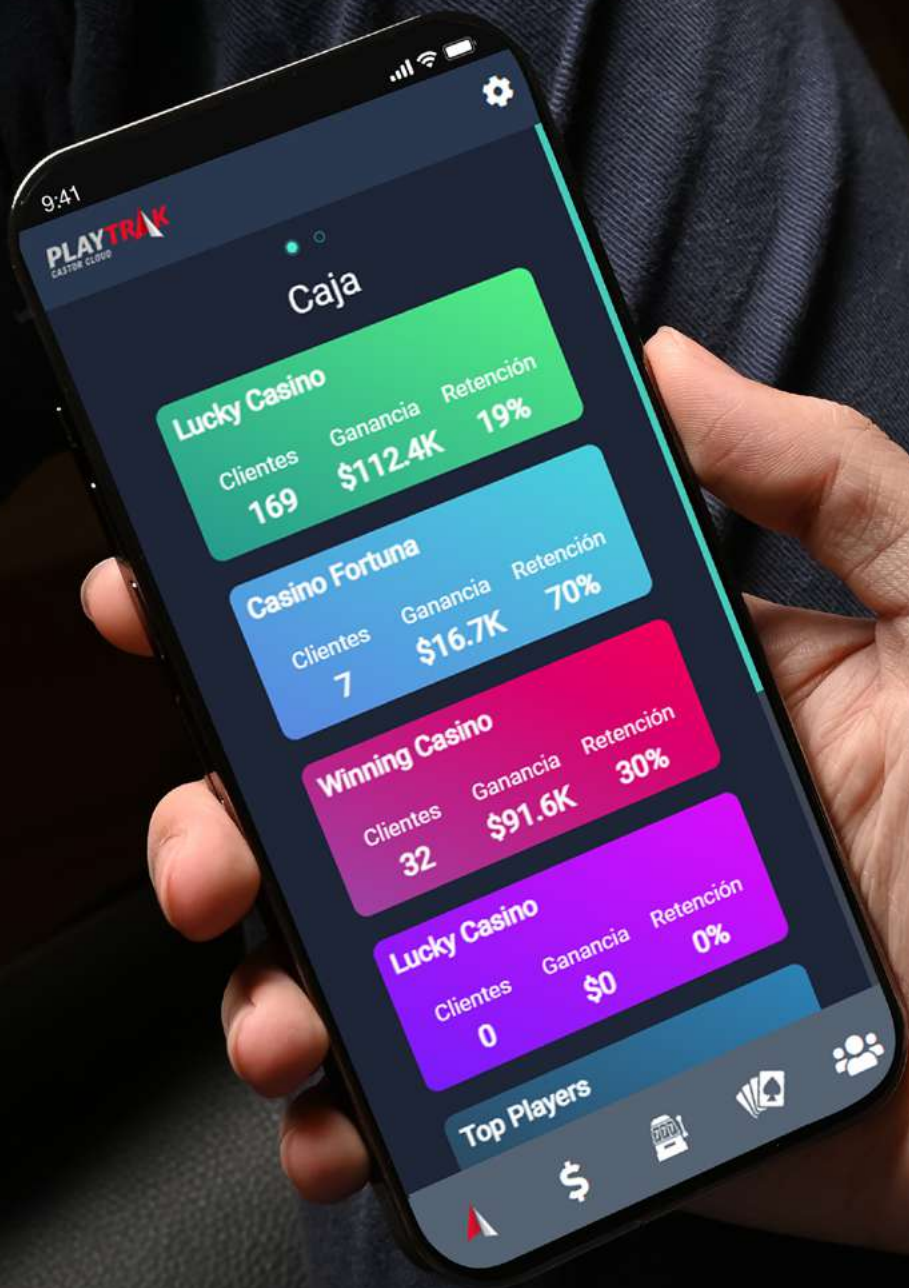 9:41
PLAYTRAK
CASTOR CLOUD
Caja
Lucky Casino
Clientes Ganancia Retención
169 $112.4K 19%
Casino Fortuna
Clientes Ganancia Retención
7 $16.7K 70%
Winning Casino
Clientes Ganancia Retención
32 $91.6K 30%
Lucky Casino
Clientes Ganancia Retención
0 $0 0%
Top Players
$
777